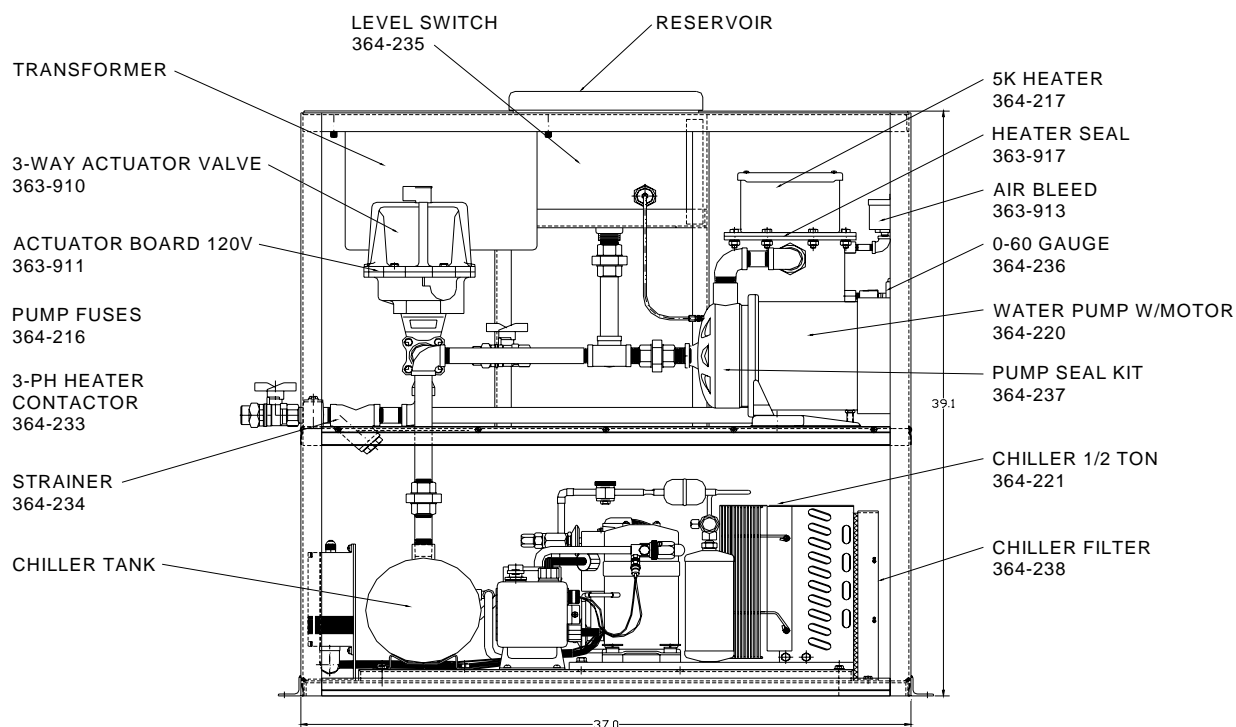 LEVEL SWITCH
364-235
RESERVOIR
TRANSFORMER
3-WAY ACTUATOR VALVE
363-910
ACTUATOR BOARD 120V
363-911
PUMP FUSES
364-216
3-PH HEATER
CONTACTOR
364-233
STRAINER
364-234
CHILLER TANK
5K HEATER
364-217
HEATER SEAL
363-917
AIR BLEED
363-913
0-60 GAUGE
364-236
WATER PUMP W/MOTOR
364-220
PUMP SEAL KIT
364-237
39.1
CHILLER 1/2 TON
364-221
CHILLER FILTER
364-238
37.0